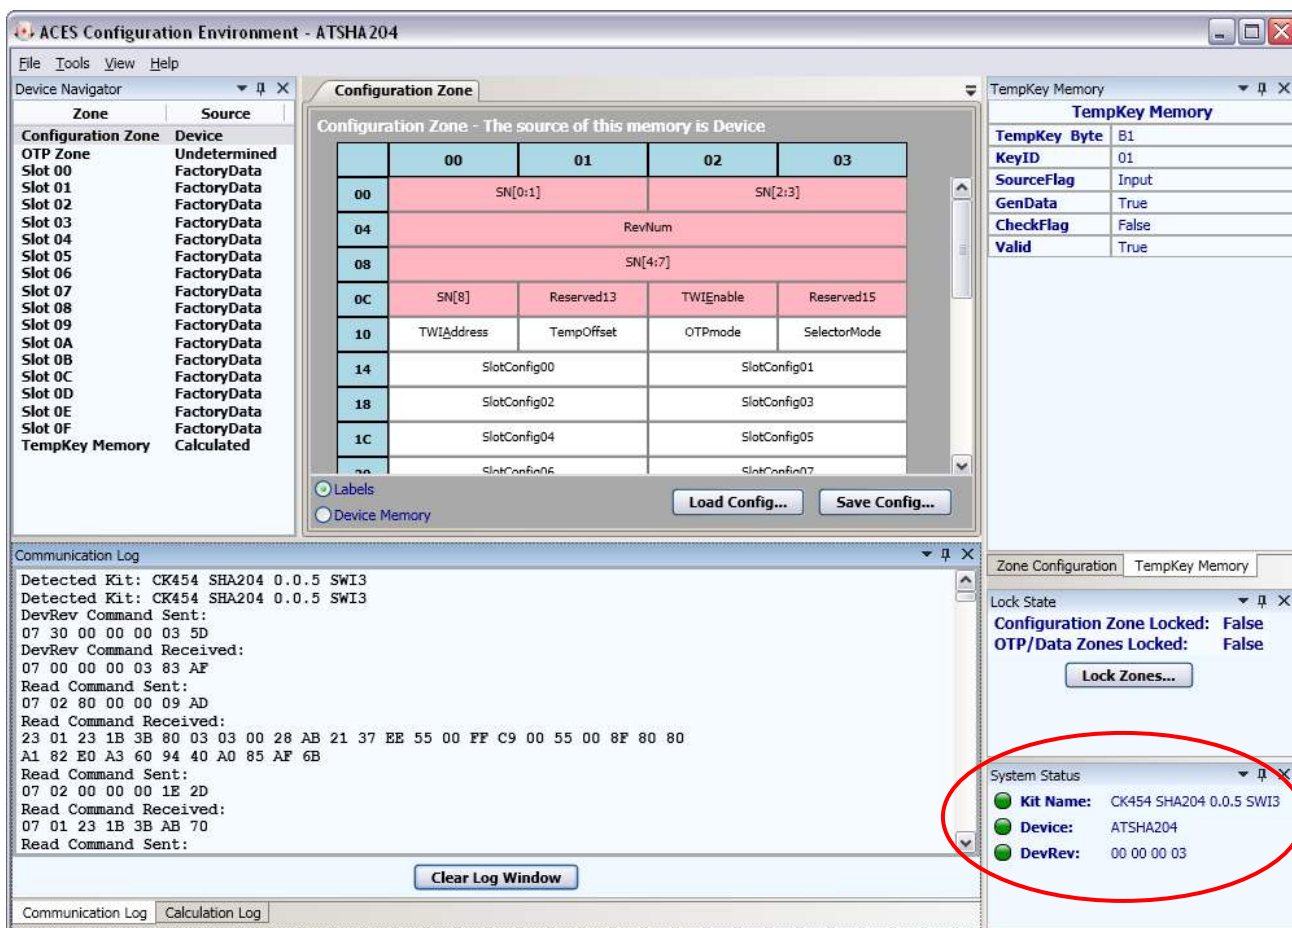 ACES Configuration Environment - ATSHA204
File Tools View Help
Device Navigator
Zone Source
Configuration Zone Device
OTP Zone Undetermined
Slot 00 FactoryData
Slot 01 FactoryData
Slot 02 FactoryData
Slot 03 FactoryData
Slot 04 FactoryData
Slot 05 FactoryData
Slot 06 FactoryData
Slot 07 FactoryData
Slot 08 FactoryData
Slot 09 FactoryData
Slot 0A FactoryData
Slot 0B FactoryData
Slot 0C FactoryData
Slot 0D FactoryData
Slot 0E FactoryData
Slot 0F FactoryData
TempKey Memory Calculated
Configuration Zone
Configuration Zone - The source of this memory is Device
00 01 02 03
00 SN[0:1] SN[2:3]
04 RevNum
08 SN[4:7]
0C SN[8] Reserved13 TWIEnable Reserved15
10 TWIAddress TempOffset OTPmode SelectorMode
14 SlotConfig00 SlotConfig01
18 SlotConfig02 SlotConfig03
1C SlotConfig04 SlotConfig05
20 SlotConfig06 SlotConfig07
Labels
Device Memory
Load Config... Save Config...
TempKey Memory
TempKey Memory
TempKey Byte B1
KeyID 01
SourceFlag Input
GenData True
CheckFlag False
Valid True
Zone Configuration TempKey Memory
Communication Log
Detected Kit: CK454 SHA204 0.0.5 SWI3
Detected Kit: CK454 SHA204 0.0.5 SWI3
DevRev Command Sent:
07 30 00 00 00 03 5D
DevRev Command Received:
07 00 00 00 03 83 AF
Read Command Sent:
07 02 80 00 00 09 AD
Read Command Received:
23 01 23 1B 3B 80 03 03 00 28 AB 21 37 EE 55 00 FF C9 00 55 00 8F 80 80
A1 82 E0 A3 60 94 40 A0 85 AF 6B
Read Command Sent:
07 02 00 00 00 1E 2D
Read Command Received:
07 01 23 1B 3B AB 70
Read Command Sent:
Clear Log Window
Communication Log Calculation Log
Lock State
Configuration Zone Locked: False
OTP/Data Zones Locked: False
Lock Zones...
System Status
Kit Name: CK454 SHA204 0.0.5 SWI3
Device: ATSHA204
DevRev: 00 00 00 03